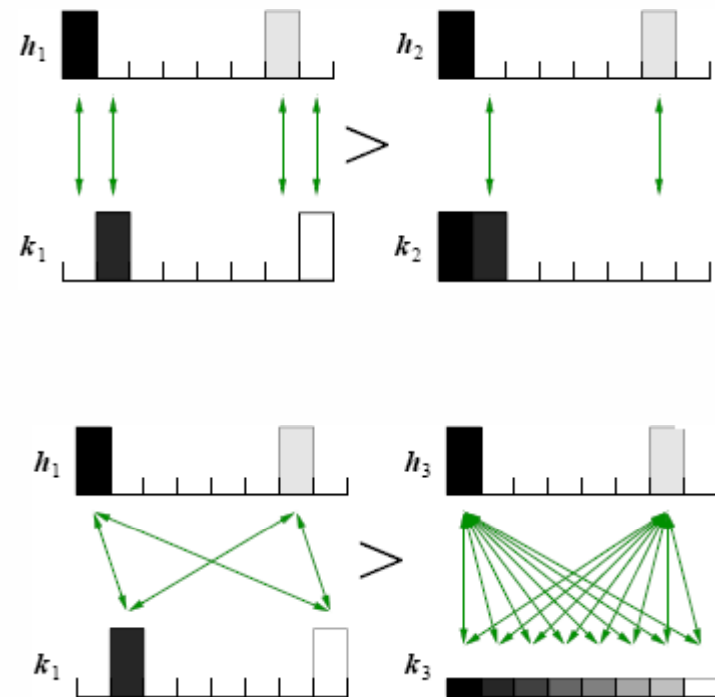 h₁ h₂
>
k₁ k₂
h₁ h₃
>
k₁ k₃